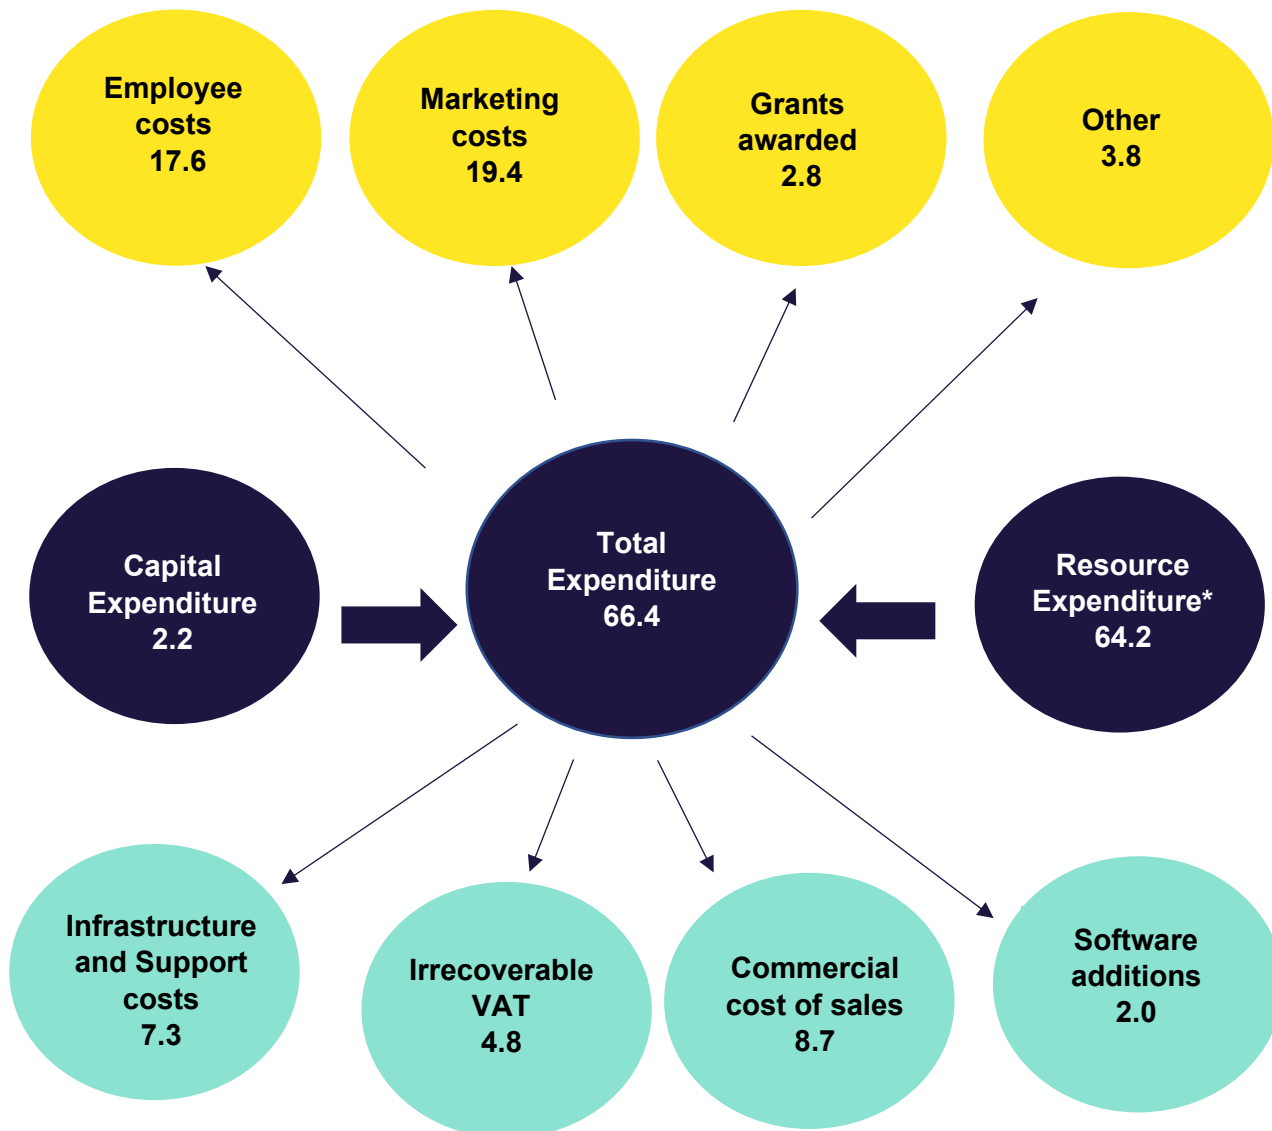 Employee
costs
17.6
Marketing
costs
19.4
Grants
awarded
2.8
Other
3.8
Capital
Expenditure
2.2
Total
Expenditure
66.4
Resource
Expenditure*
64.2
Infrastructure
and Support
costs
7.3
Irrecoverable
VAT
4.8
Commercial
cost of sales
8.7
Software
additions
2.0